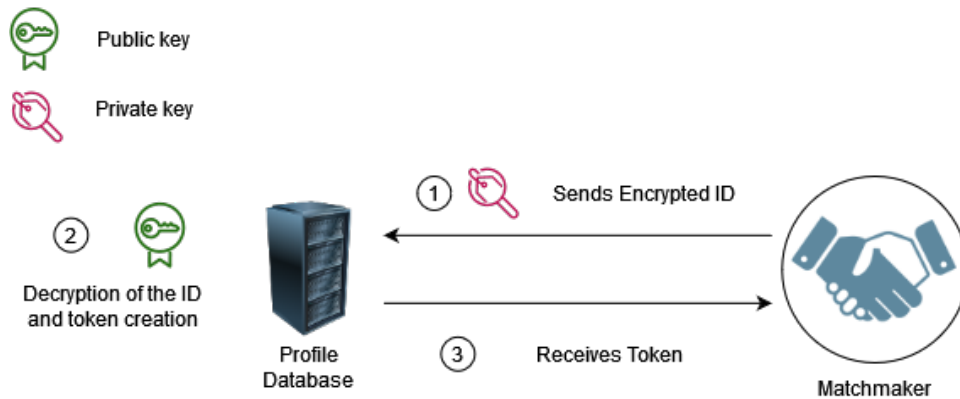 Public key
Private key
1
Sends Encrypted ID
2
Decryption of the ID
and token creation
Profile
Database
3
Receives Token
Matchmaker